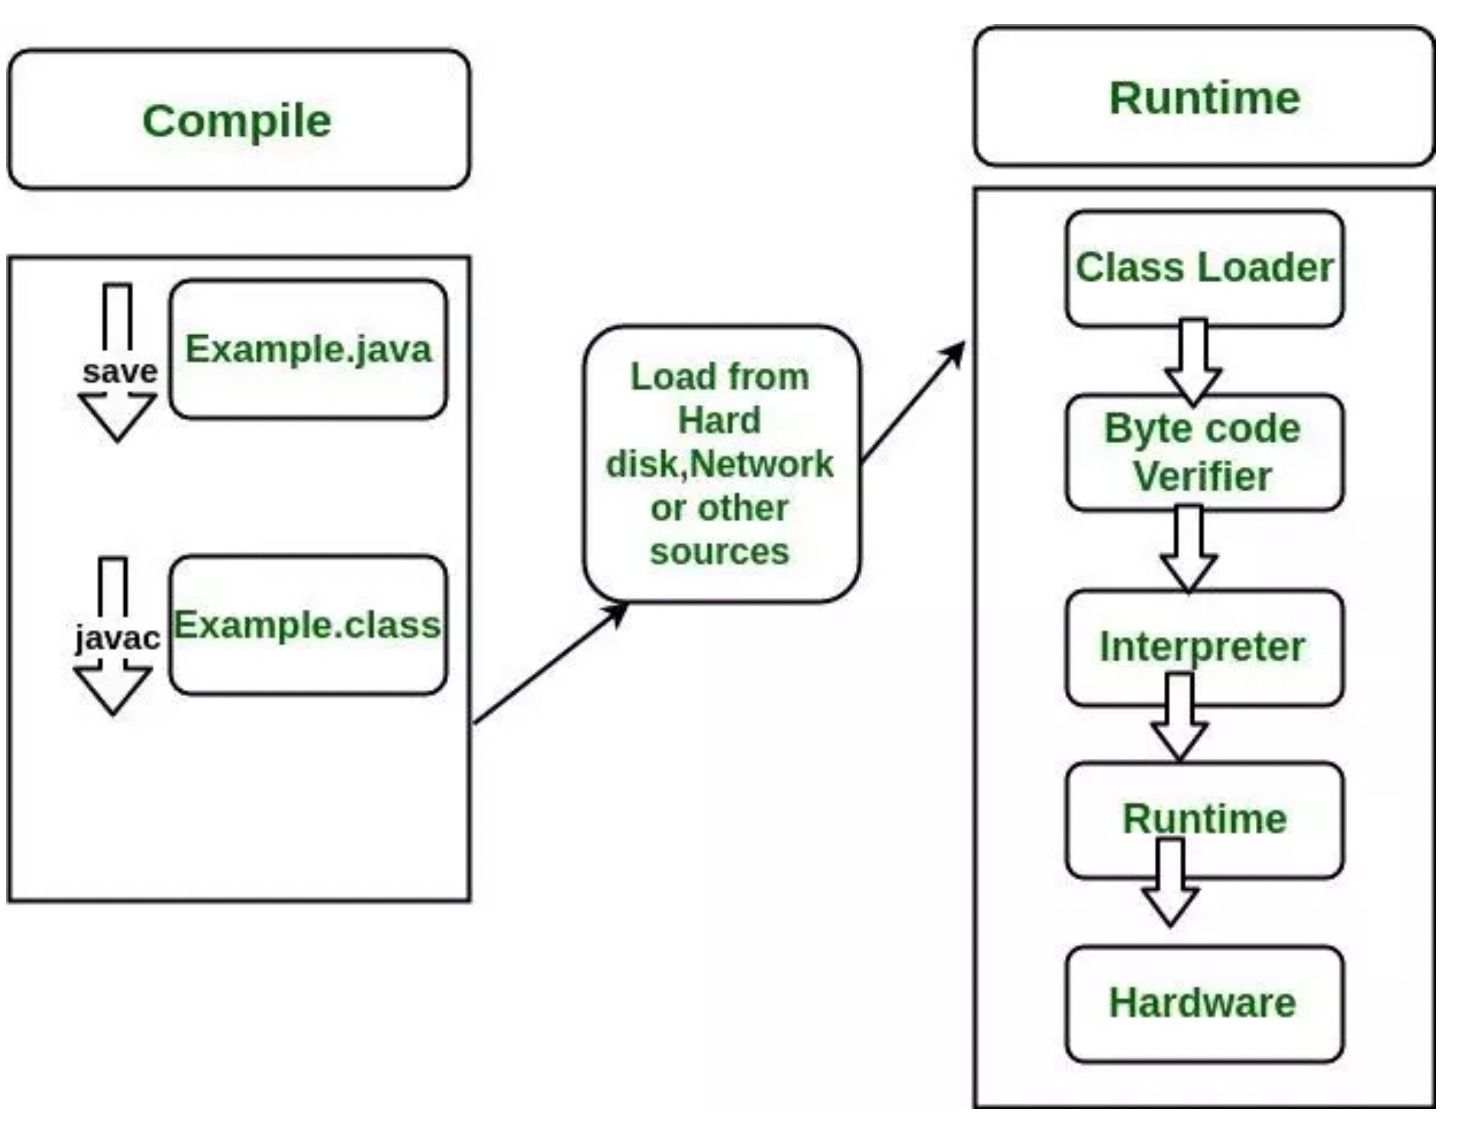 Compile
save
Example.java
javac
Example.class
Load from
Hard
disk,Network
or other
sources
Runtime
Class Loader
Byte code
Verifier
Interpreter
Runtime
Hardware